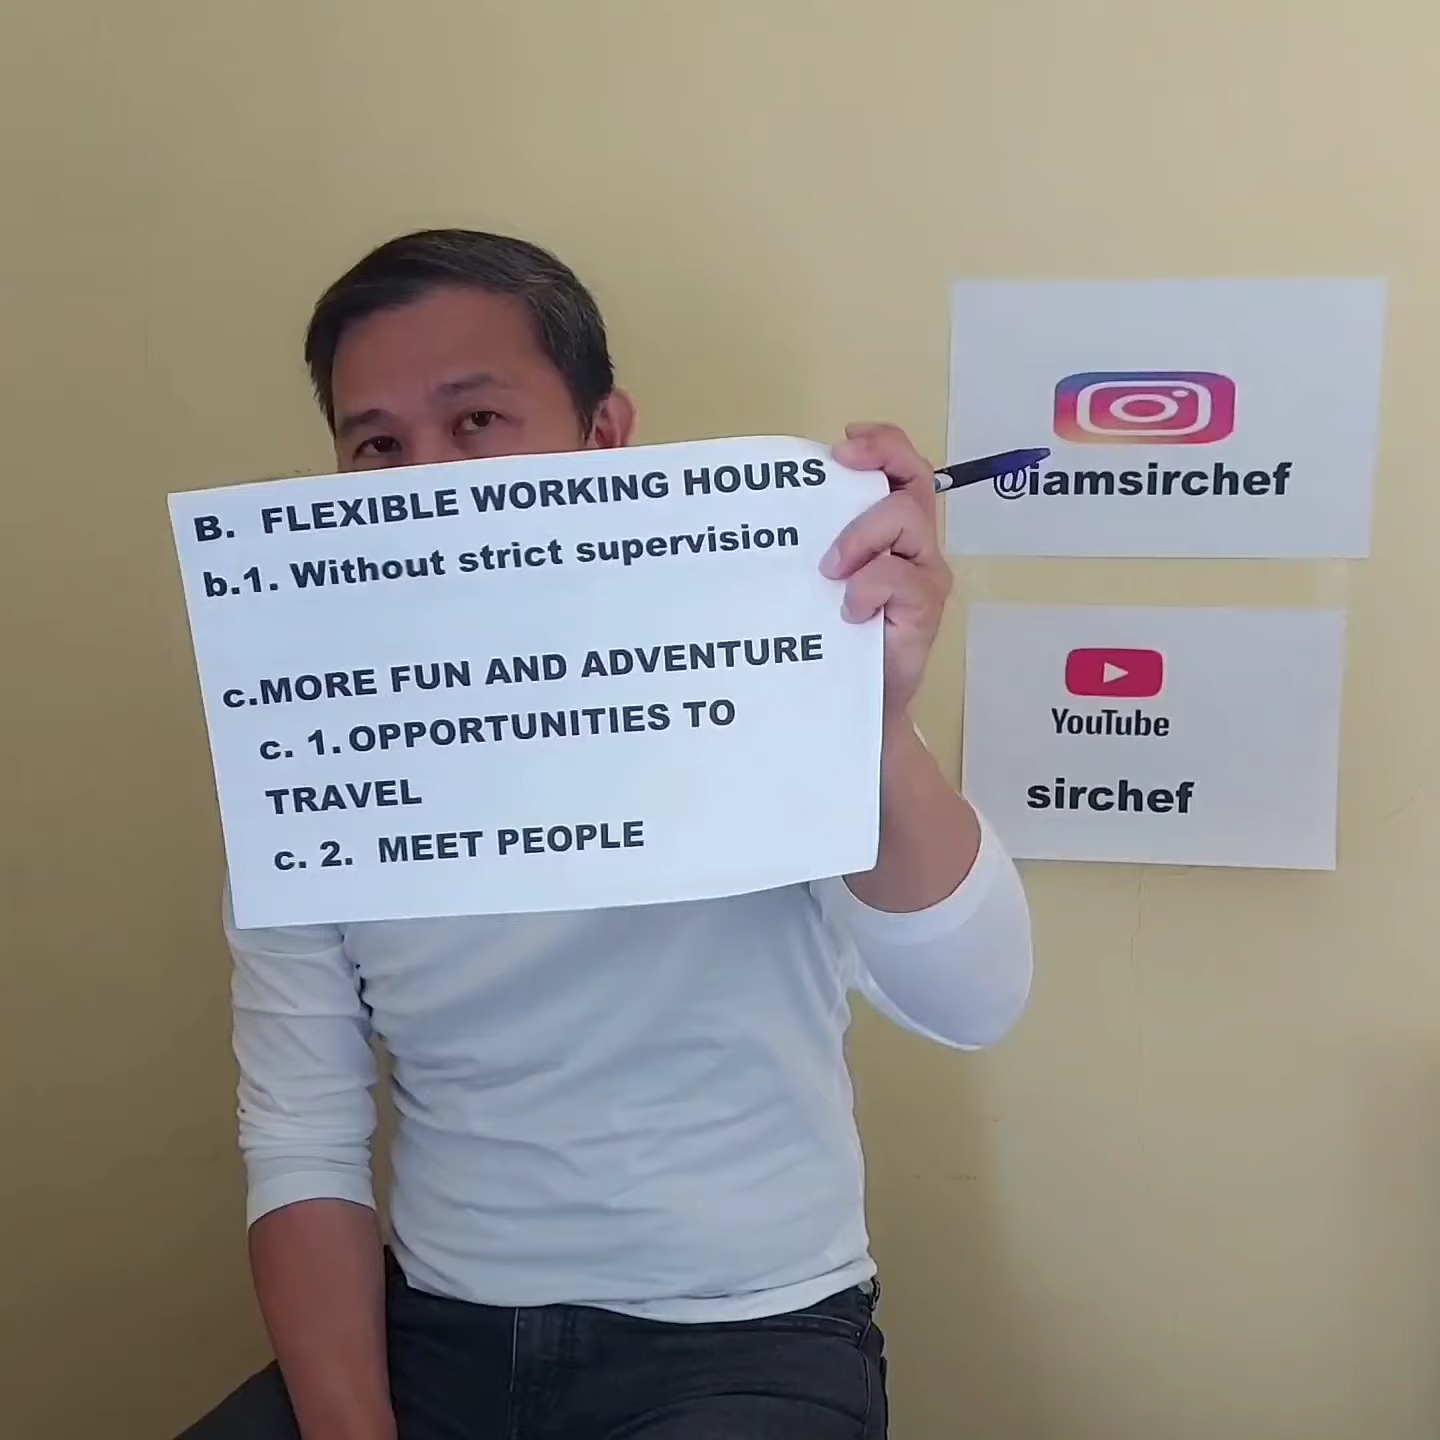 B. FLEXIBLE WORKING HOURS
b.1. Without strict supervision
c.MORE FUN AND ADVENTURE
c. 1. OPPORTUNITIES TO
TRAVEL
c. 2. MEET PEOPLE
@iamsirchef
YouTube
sirchef